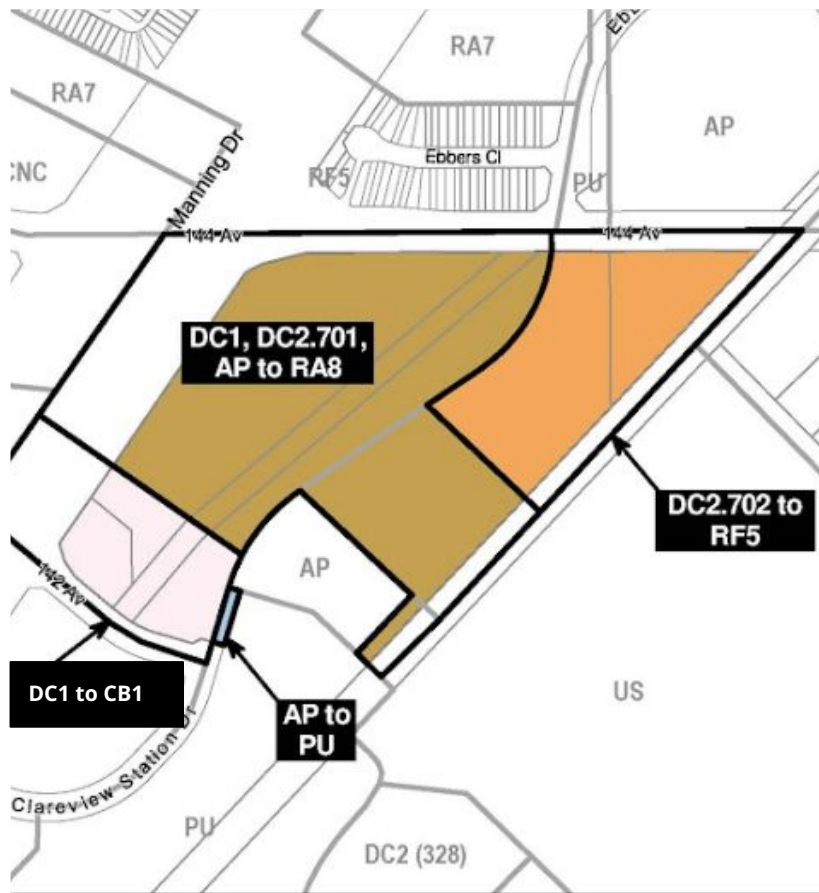 RA7
RA7
AP
Ebbers Cl
CNC
RF5
PU
Manning Dr
144 Av
144 Av
DC1, DC2.701,
AP to RA8
DC2.702 to
RF5
AP
142 Av
DC1 to CB1
AP to
PU
US
Clareview Station Dr
PU
DC2 (328)